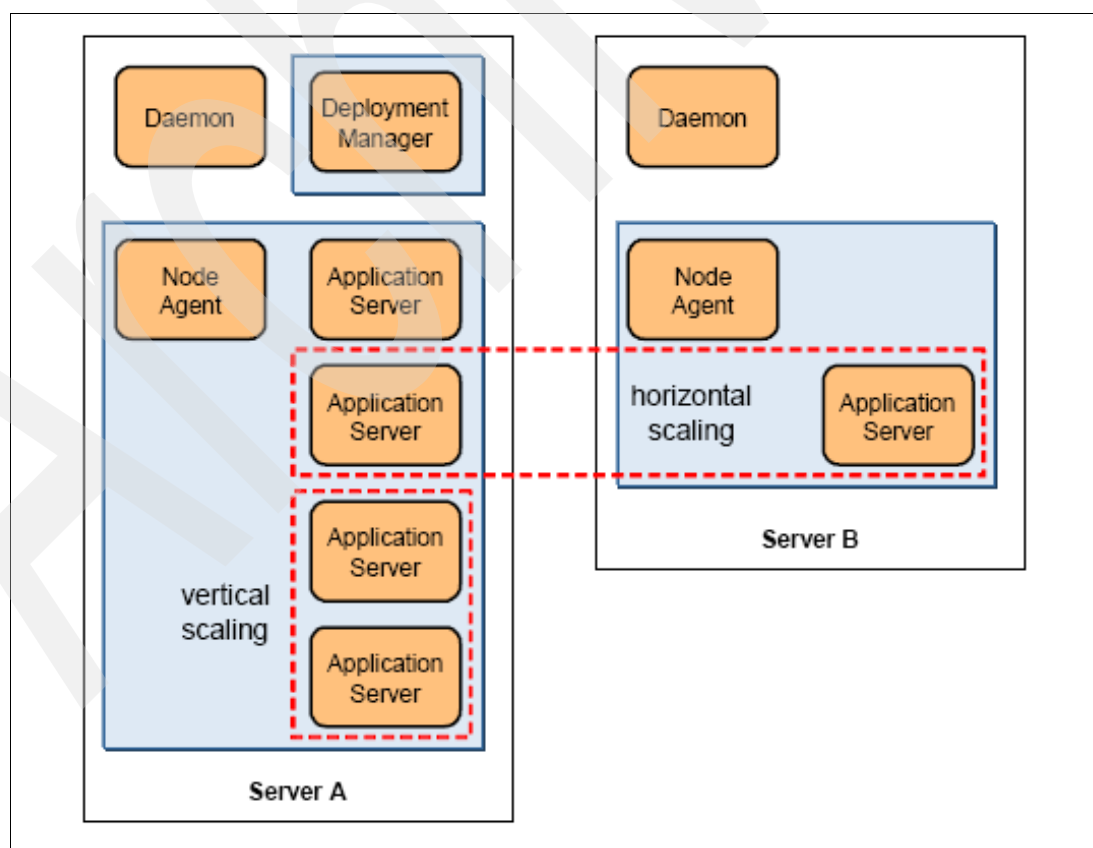 Daemon
Deployment
Manager
Node
Agent
Application
Server
Application
Server
vertical
scaling
Application
Server
Application
Server
Server A
Daemon
Node
Agent
horizontal
scaling
Application
Server
Server B